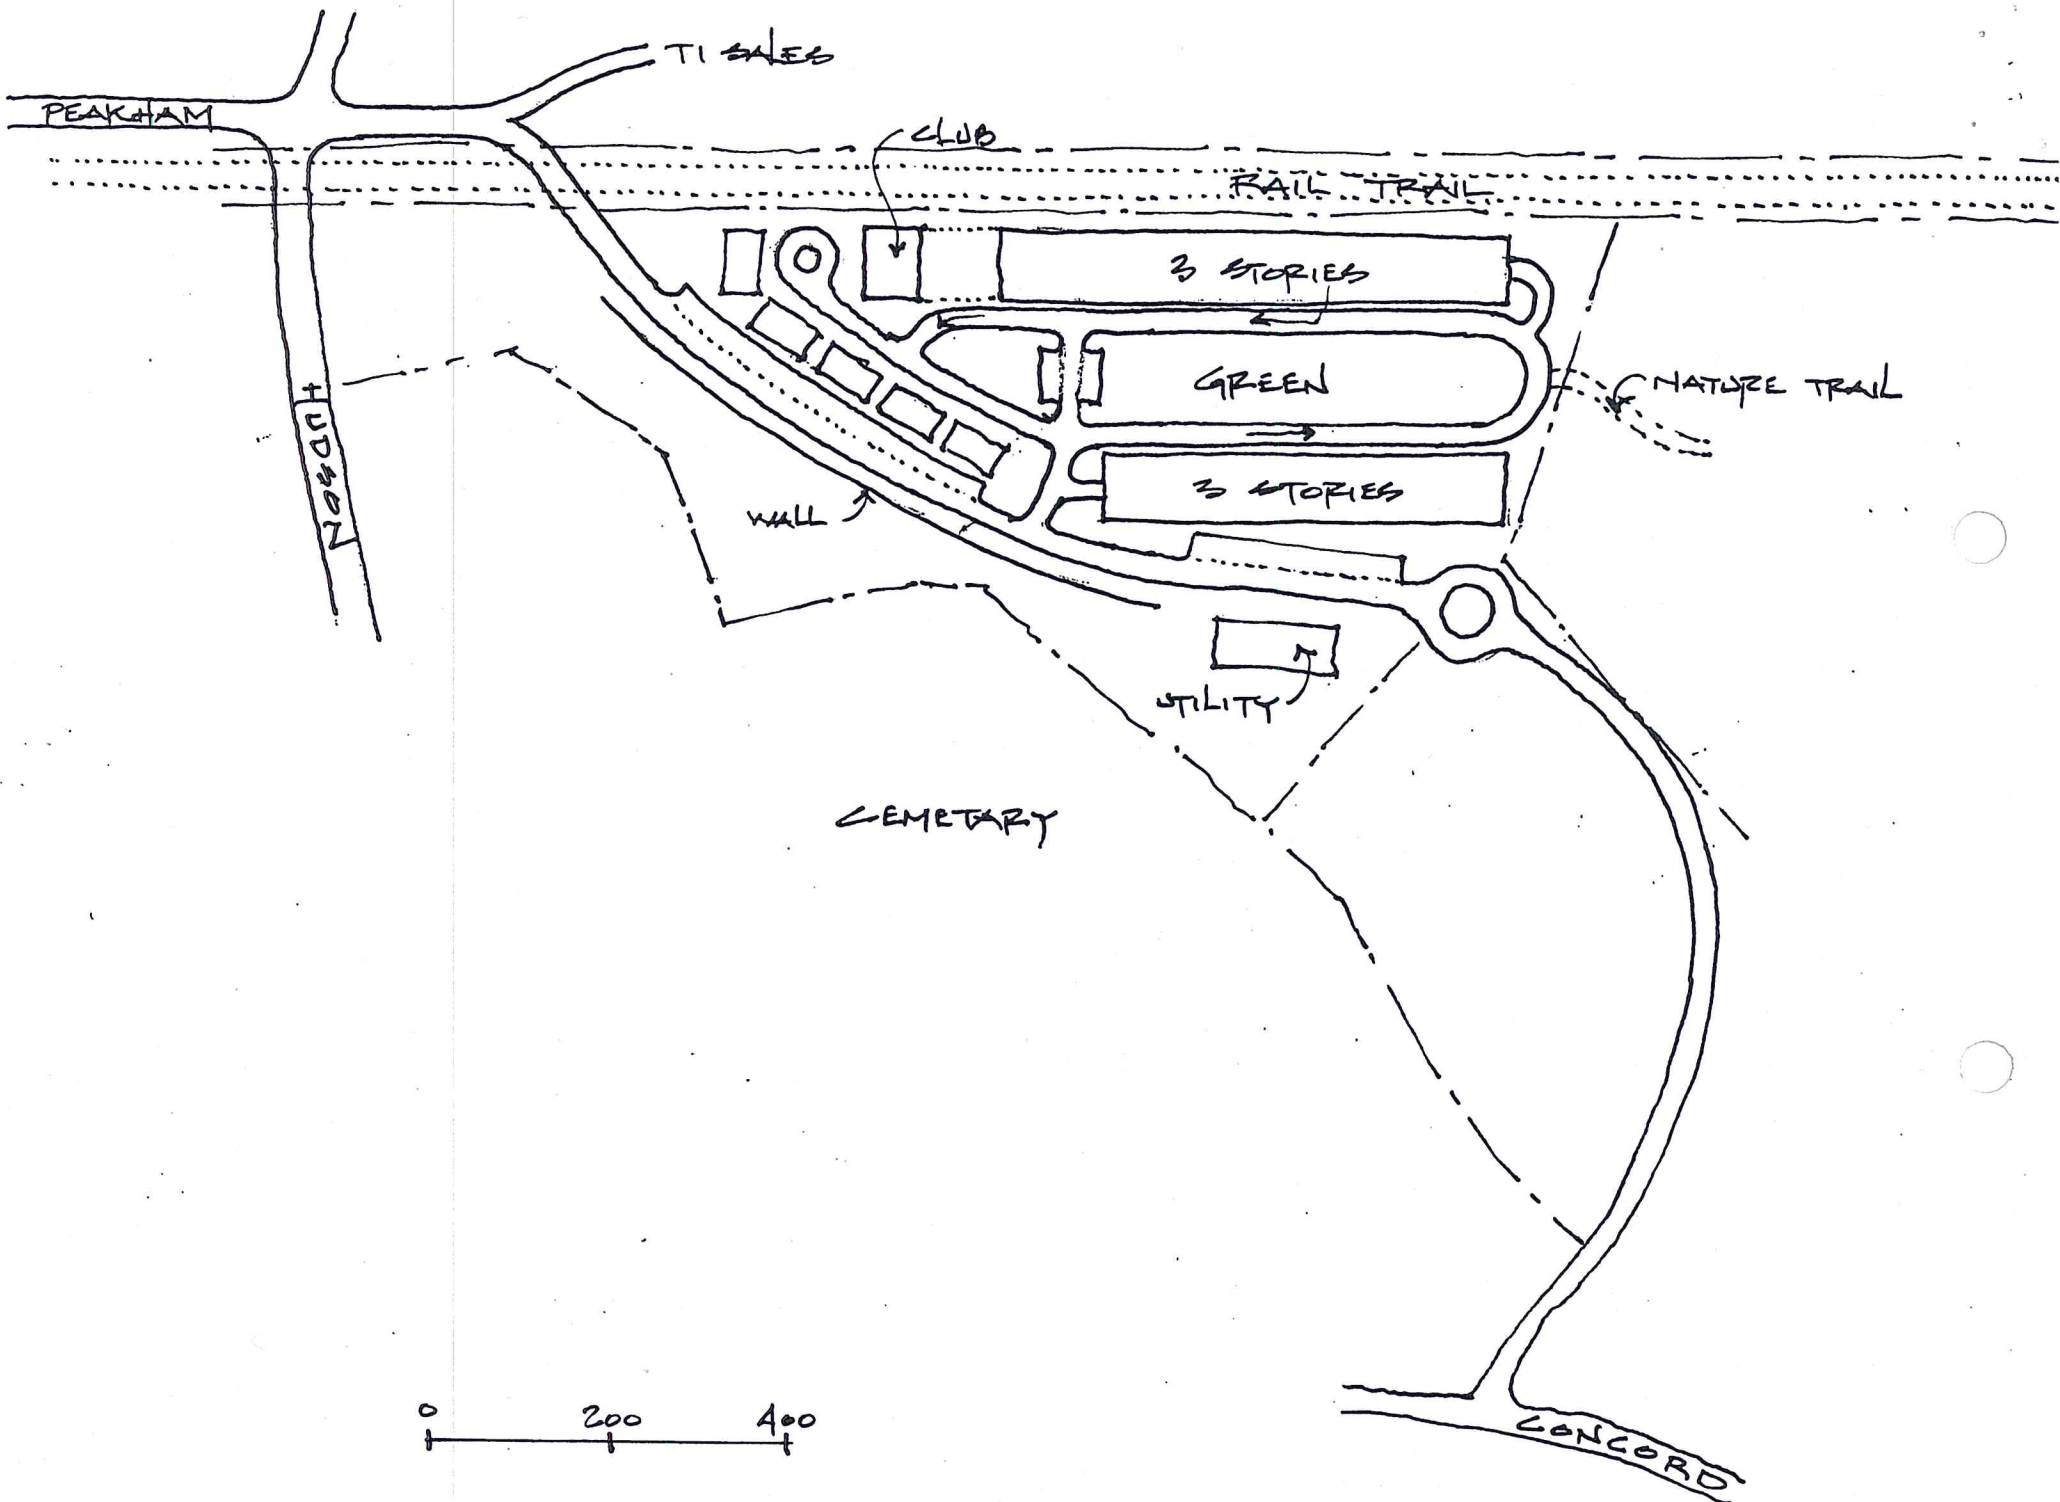 TI SALES
PEAKHAM
CLUB
RAIL TRAIL
3 STORIES
GREEN
NATURE TRAIL
HUDSON
3 STORIES
WALL
UTILITY
CEMETARY
0 200 400
CONCORD